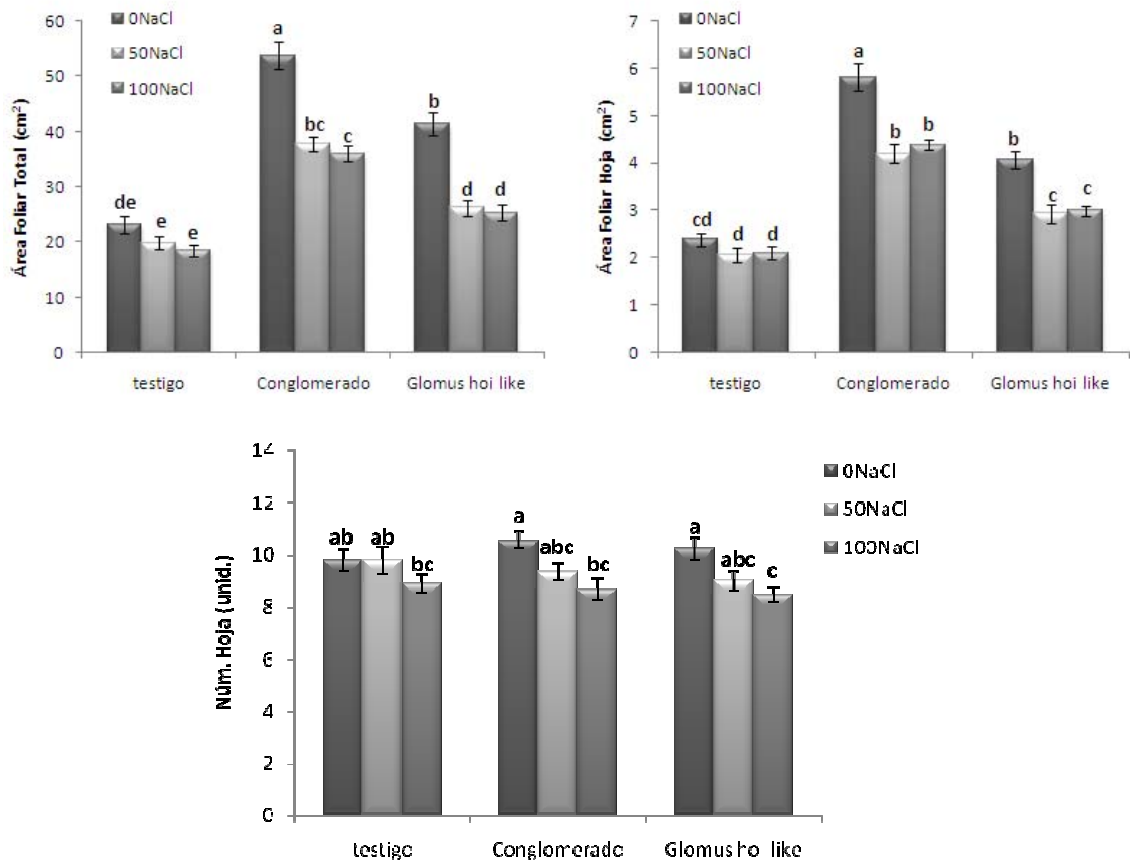 Área Foliar Total (cm²)
60
50
40
30
20
10
0
0NaCl
50NaCl
100NaCl
de
e
e
a
bc
c
b
d
d
testigo
Conglomerado
Glomus hoi like
Área Foliar Hoja (cm²)
7
6
5
4
3
2
1
0
0NaCl
50NaCl
100NaCl
cd
d
d
a
b
b
b
c
c
testigo
Conglomerado
Glomus hoi like
Núm. Hoja (unid.)
14
12
10
8
6
4
2
0
ab
ab
bc
a
abc
bc
a
abc
c
0NaCl
50NaCl
100NaCl
testigo
Conglomerado
Glomus hoi like